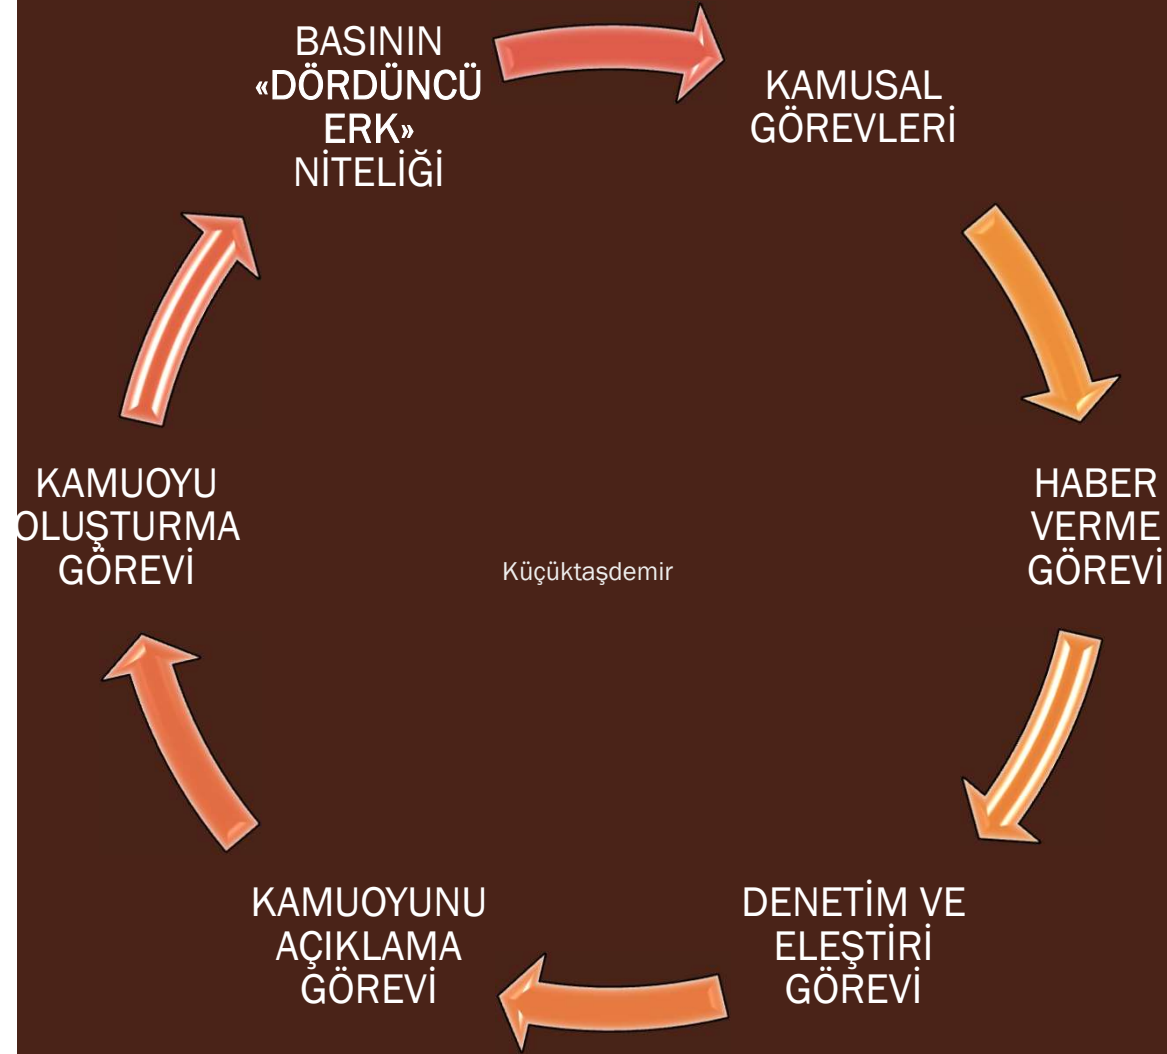 BASININ
«DÖRDÜNCÜ
ERK»
NİTELİĞİ
KAMUSAL
GÖREVLERİ
HABER
VERME
GÖREVİ
DENETİM VE
ELEŞTİRİ
GÖREVİ
KAMUOYUNU
AÇIKLAMA
GÖREVİ
KAMUOYU
OLUŞTURMA
GÖREVİ
Küçüktaşdemir